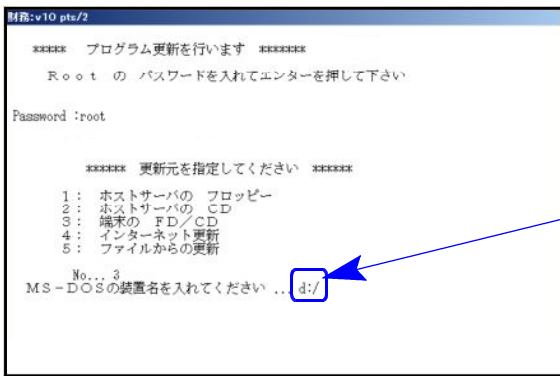 財務:v10 pts/2
***** プログラム更新を行います *******
Root の パスワードを入れてエンターを押して下さい
Password :root
****** 更新元を指定してください ******
1: ホストサーバの フロッピー
2: ホストサーバの CD
3: 端末の FD/CD
4: インターネット更新
5: ファイルからの更新
No... 3
MS-DOSの装置名を入れてください ... d:/